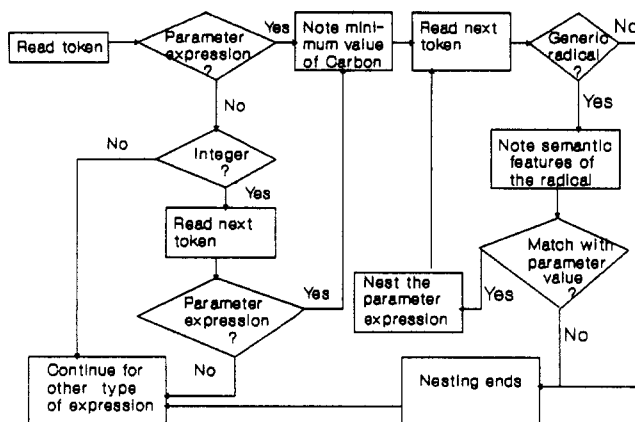 Read token
Parameter
expression
?
Yes
Note mini-
mum value
of Carbon
Read next
token
Generic
radical
?
No
No
Yes
No
Integer
?
Yes
Note semantic
features of
the radical
Read next
token
Match with
parameter
value
?
Parameter
expression
?
Yes
Nest the
parameter
expression
Yes
No
No
Continue for
other type
of expression
Nesting ends